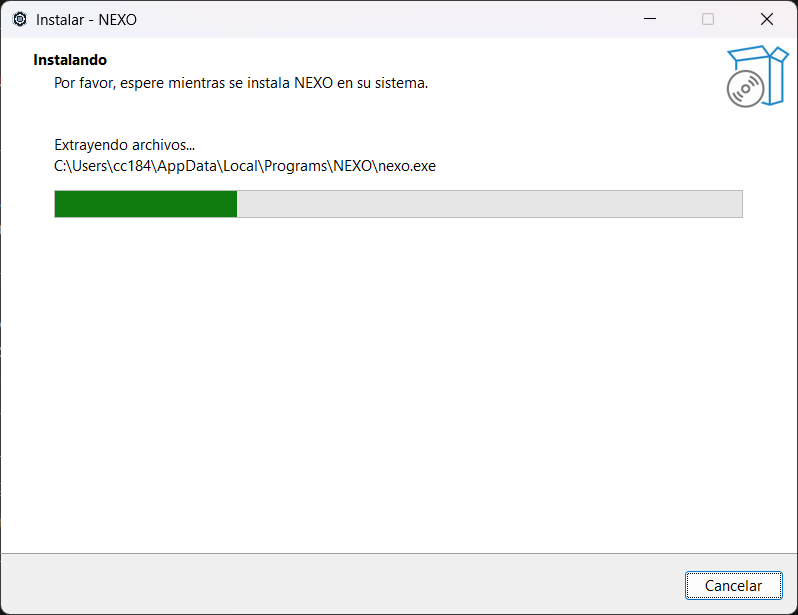 Instalar - NEXO
Instalando
Por favor, espere mientras se instala NEXO en su sistema.
Extrayendo archivos...
C:\Users\cc184\AppData\Local\Programs\NEXO\nexo.exe
Cancelar